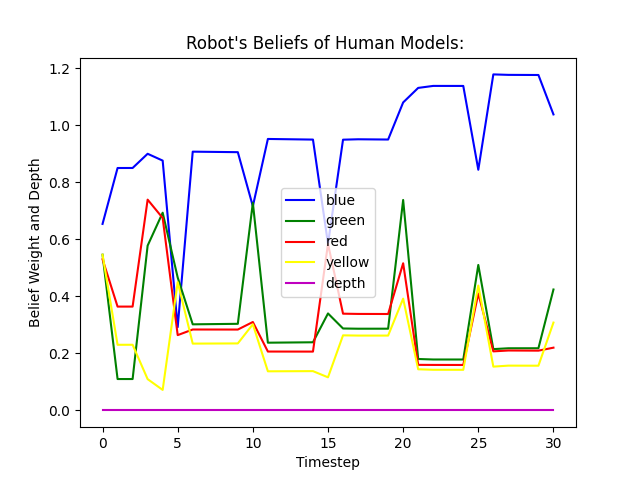 Robot's Beliefs of Human Models:
Belief Weight and Depth
1.2
1.0
0.8
0.6
0.4
0.2
0.0
blue
green
red
yellow
depth
0 5 10 15 20 25 30
Timestep